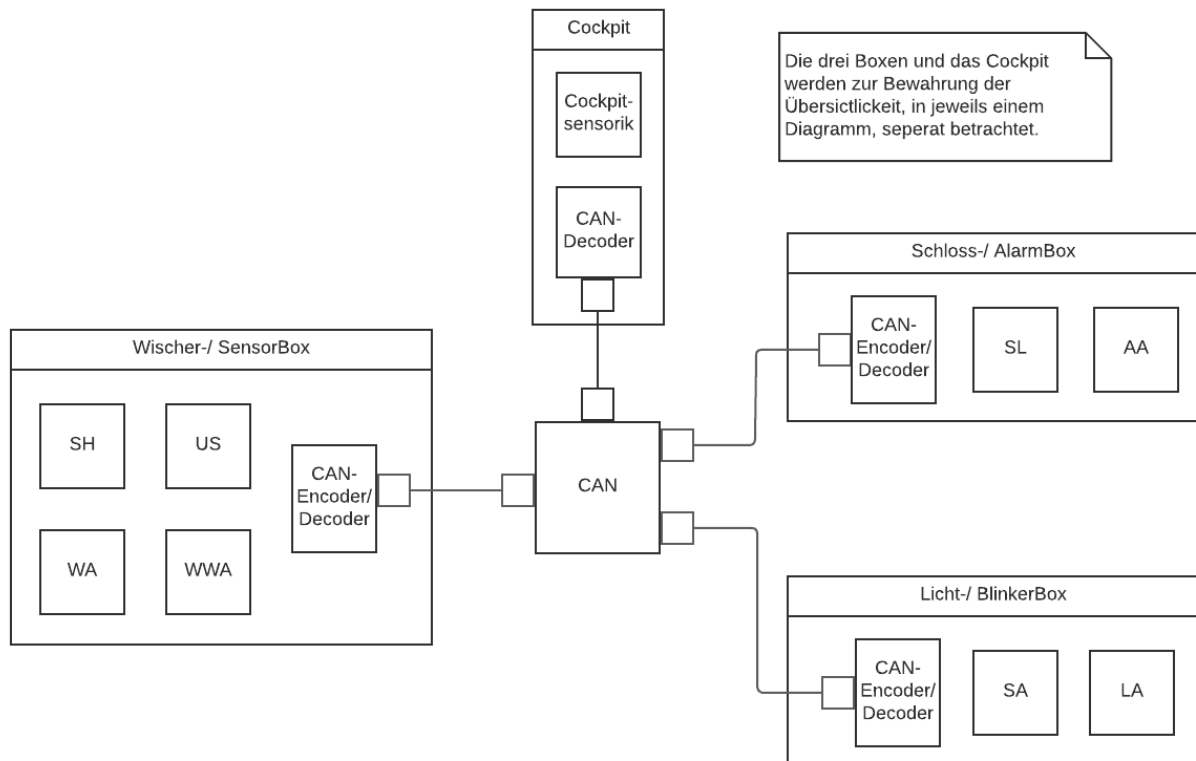 Cockpit
Cockpit-
sensorik
CAN-
Decoder
Die drei Boxen und das Cockpit
werden zur Bewahrung der
Übersictlickeit, in jeweils einem
Diagramm, seperat betrachtet.
Schloss-/ AlarmBox
CAN-
Encoder/
Decoder
SL
AA
Wischer-/ SensorBox
SH
US
WA
WWA
CAN-
Encoder/
Decoder
CAN
Licht-/ BlinkerBox
CAN-
Encoder/
Decoder
SA
LA